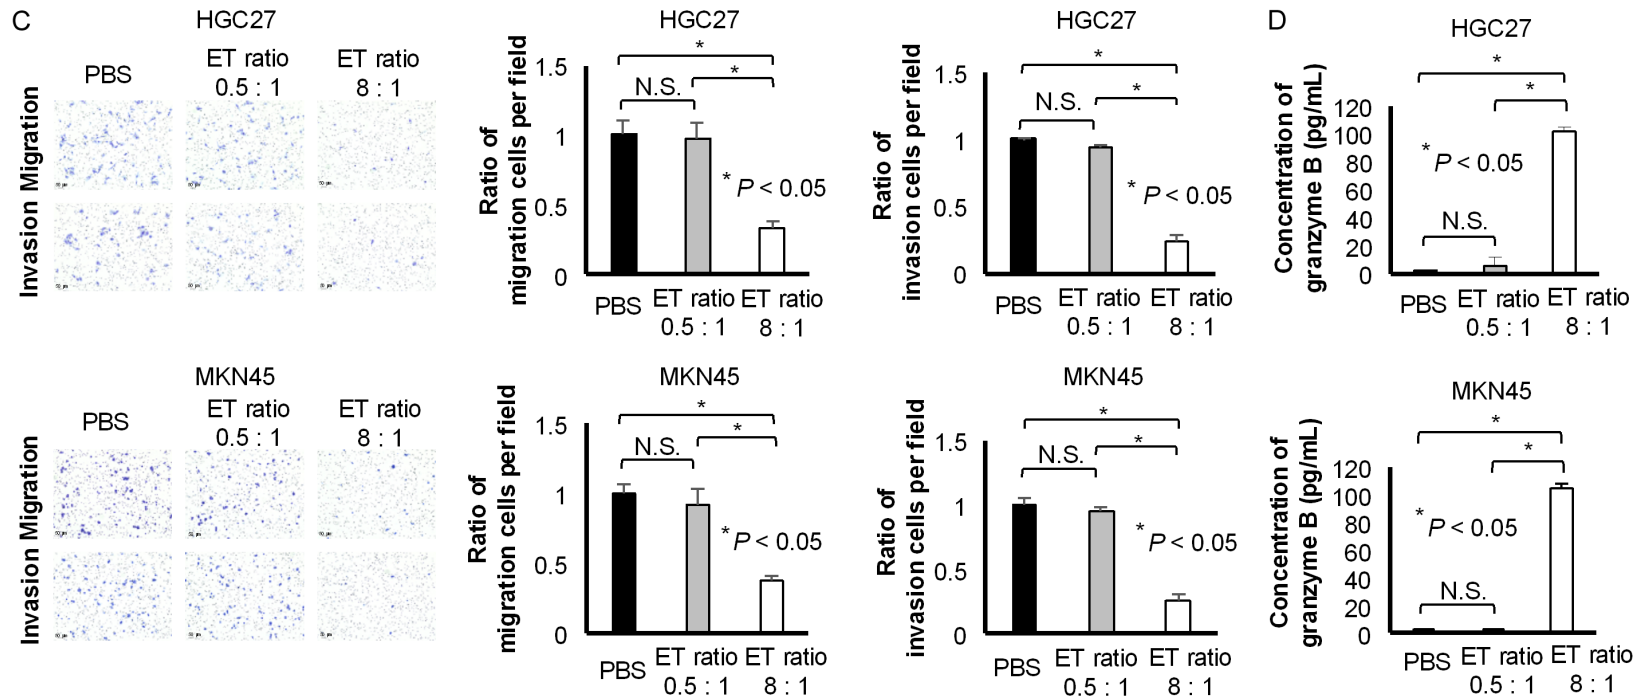 C
HGC27
PBS
ET ratio
0.5 : 1
ET ratio
8 : 1
Invasion Migration
HGC27
Ratio of
migration cells per field
1.5
1
0.5
0
*
*
N.S.
* P < 0.05
PBS
ET ratio
0.5 : 1
ET ratio
8 : 1
HGC27
Ratio of
invasion cells per field
1.5
1
0.5
0
*
*
N.S.
* P < 0.05
PBS
ET ratio
0.5 : 1
ET ratio
8 : 1
D
HGC27
Concentration of
granzyme B (pg/mL)
120
100
80
60
40
20
0
*
*
* P < 0.05
N.S.
PBS
ET ratio
0.5 : 1
ET ratio
8 : 1
MKN45
PBS
ET ratio
0.5 : 1
ET ratio
8 : 1
Invasion Migration
MKN45
Ratio of
migration cells per field
1.5
1
0.5
0
*
*
N.S.
* P < 0.05
PBS
ET ratio
0.5 : 1
ET ratio
8 : 1
MKN45
Ratio of
invasion cells per field
1.5
1
0.5
0
*
*
N.S.
* P < 0.05
PBS
ET ratio
0.5 : 1
ET ratio
8 : 1
MKN45
Concentration of
granzyme B (pg/mL)
120
100
80
60
40
20
0
*
*
* P < 0.05
N.S.
PBS
ET ratio
0.5 : 1
ET ratio
8 : 1